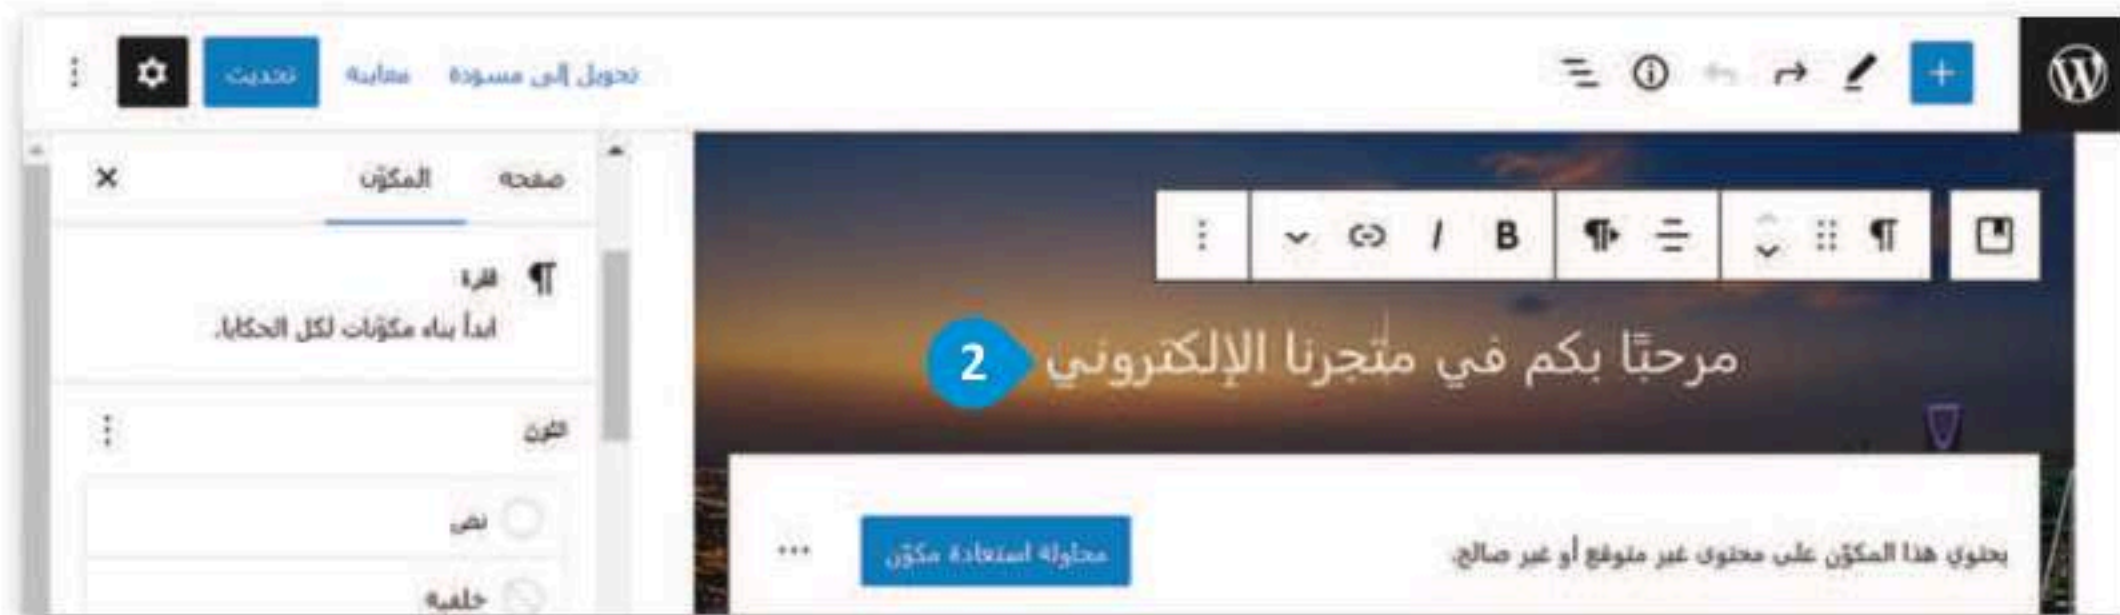 تحويل إلى مسودة معاينة تحديث
صفحة المكوّن
فقرة
ابدأ بناء مكوّنات لكل الحكايا.
اللون
نص
خلفية
B I
مرحبًا بكم في متجرنا الإلكتروني 2
يحتوي هذا المكوّن على محتوى غير متوقع أو غير صالح.
محاولة استعادة مكوّن